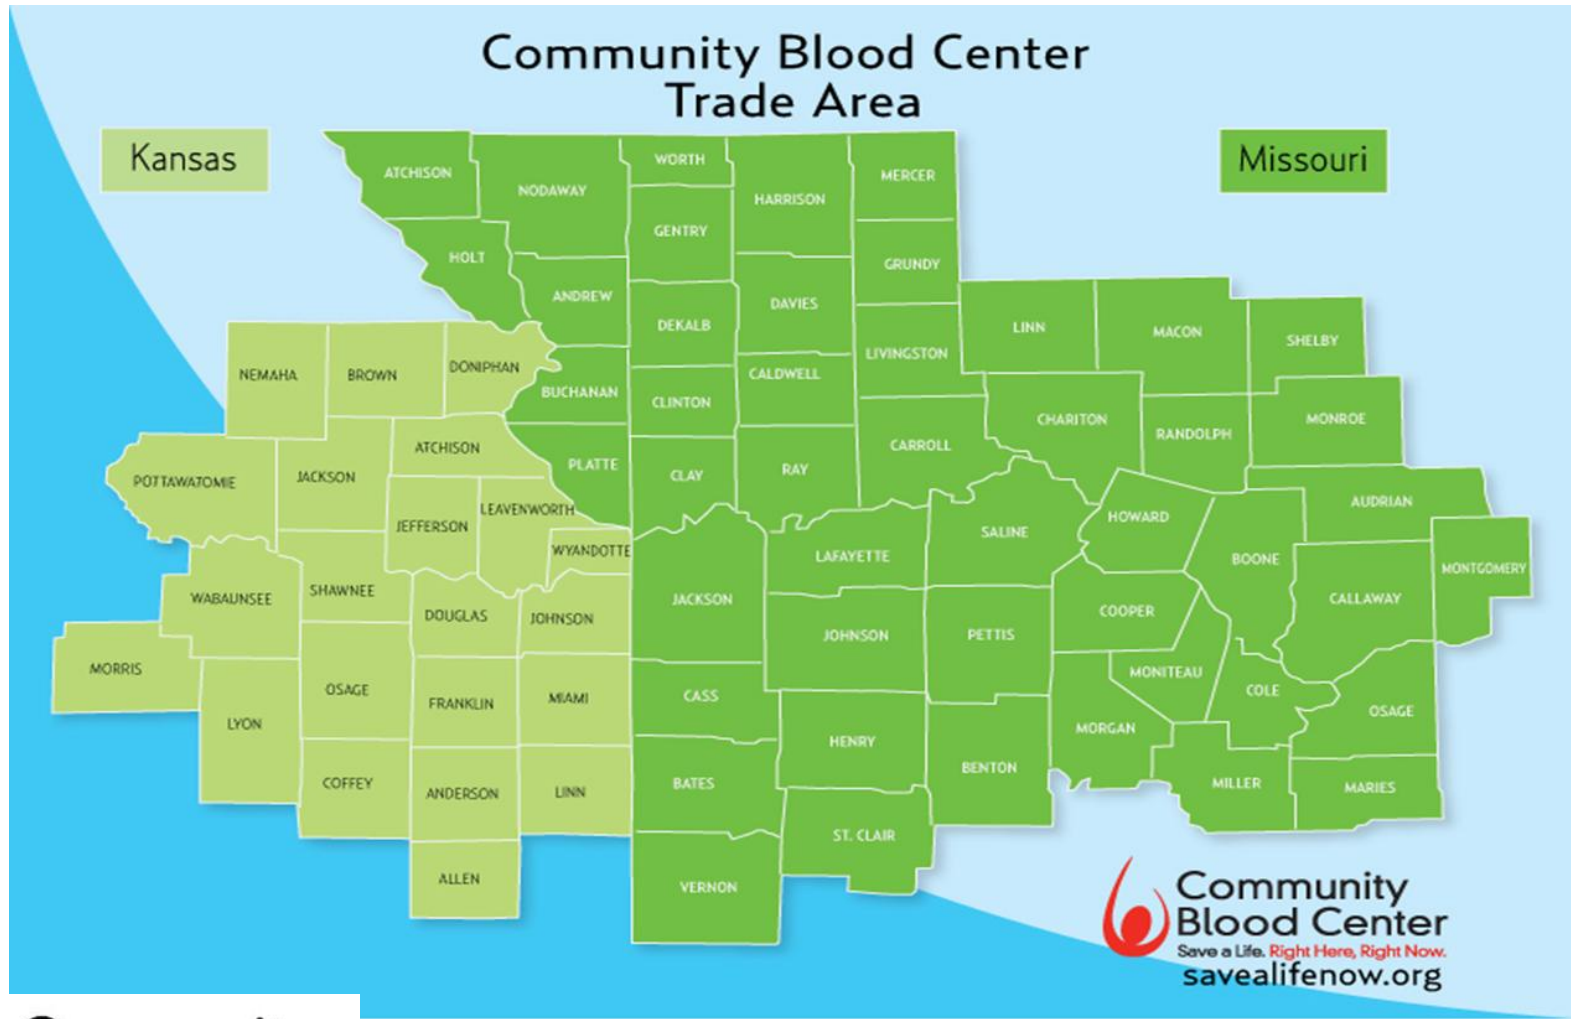 Community Blood Center
Trade Area
Kansas
Missouri
ATCHISON
NODAWAY
WORTH
HARRISON
MERCER
GENTRY
HOLT
GRUNDY
ANDREW
DAVIES
DEKALB
LINN
MACON
SHELBY
LIVINGSTON
NEMAHA
BROWN
DONIPHAN
CALDWELL
BUCHANAN
CLINTON
CHARITON
MONROE
RANDOLPH
ATCHISON
CARROLL
PLATTE
CLAY
RAY
POTTAWATOMIE
JACKSON
AUDRIAN
LEAVENWORTH
HOWARD
JEFFERSON
SALINE
WYANDOTTE
LAFAYETTE
BOONE
MONTGOMERY
SHAWNEE
WABAUNSEE
JACKSON
CALLAWAY
DOUGLAS
JOHNSON
COOPER
JOHNSON
PETTIS
MORRIS
MONITEAU
OSAGE
COLE
FRANKLIN
MIAMI
CASS
OSAGE
LYON
MORGAN
HENRY
BENTON
COFFEY
ANDERSON
LINN
BATES
MILLER
MARIES
ST. CLAIR
ALLEN
VERNON
Community
Blood Center
Save a Life. Right Here, Right Now.
savealifenow.org